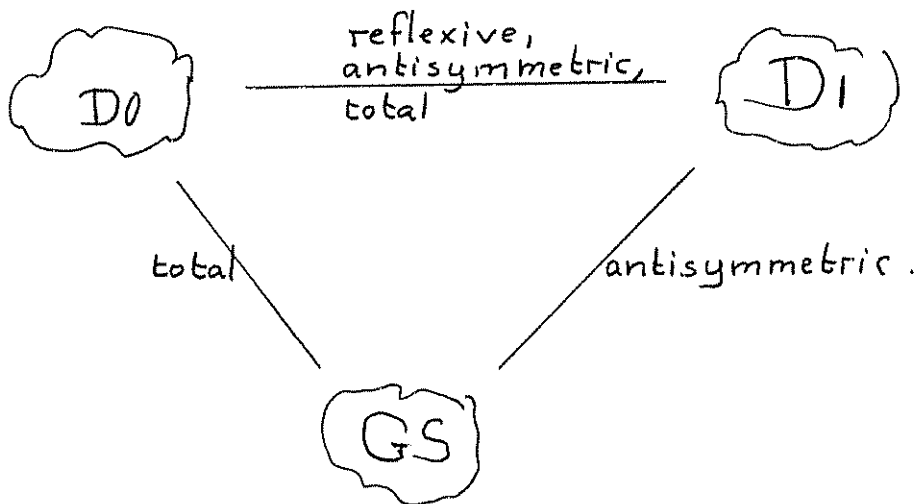 reflexive,
antisymmetric,
total
D0
D1
total
antisymmetric.
GS